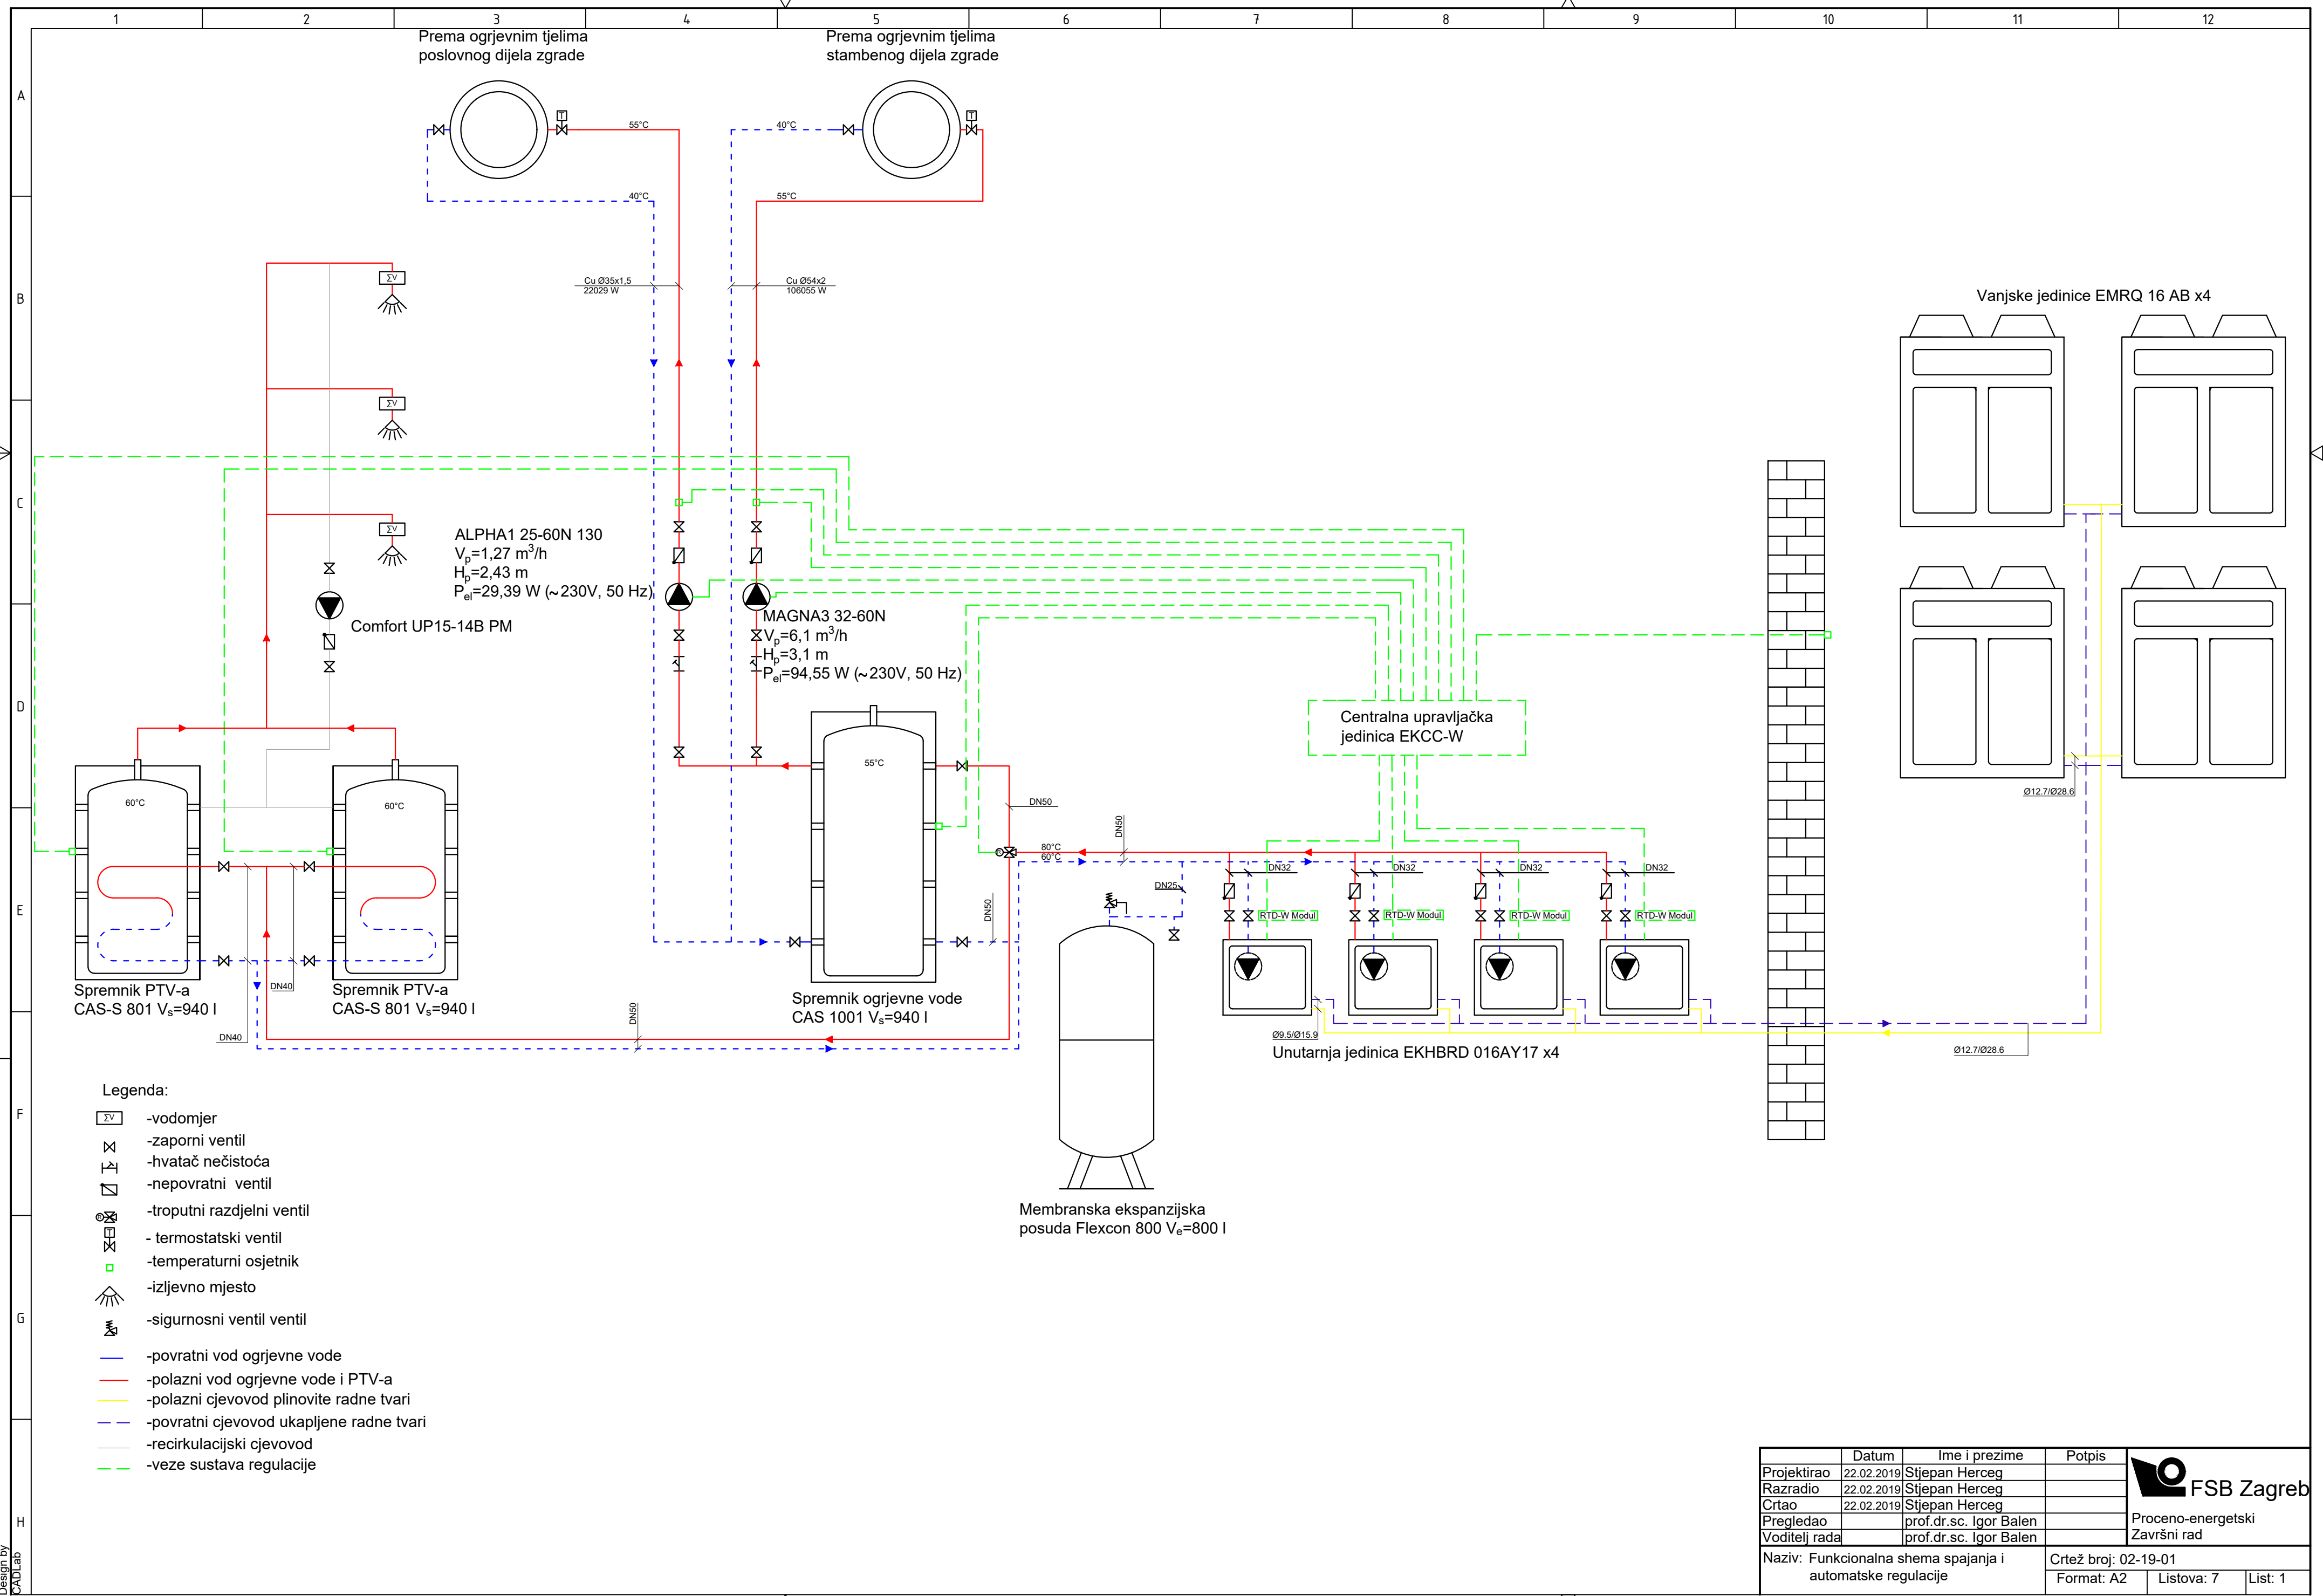 1 2 3 4 5 6 7 8 9 10 11 12
A
B
C
D
E
F
G
H
Prema ogrjevnim tjelima
poslovnog dijela zgrade
Prema ogrjevnim tjelima
stambenog dijela zgrade
T
T
55°C
40°C
40°C
55°C
Cu Ø35x1,5
22029 W
Cu Ø54x2
106055 W
ΣV
ΣV
ΣV
Vanjske jedinice EMRQ 16 AB x4
ALPHA1 25-60N 130
Vp=1,27 m³/h
Hp=2,43 m
Pel=29,39 W (~230V, 50 Hz)
Comfort UP15-14B PM
MAGNA3 32-60N
Vp=6,1 m³/h
Hp=3,1 m
Pel=94,55 W (~230V, 50 Hz)
Centralna upravljačka
jedinica EKCC-W
60°C
60°C
55°C
DN50
DN50
80°C
60°C
Ø12.7/Ø28.6
DN32
DN32
DN32
DN32
DN25
DN50
RTD-W Modul
RTD-W Modul
RTD-W Modul
RTD-W Modul
Spremnik PTV-a
CAS-S 801 Vs=940 l
DN40
DN40
Spremnik PTV-a
CAS-S 801 Vs=940 l
DN50
Spremnik ogrjevne vode
CAS 1001 Vs=940 l
Ø9.5/Ø15.9
Unutarnja jedinica EKHBRD 016AY17 x4
Ø12.7/Ø28.6
Membranska ekspanzijska
posuda Flexcon 800 Ve=800 l
Legenda:
ΣV -vodomjer
-zaporni ventil
-hvatač nečistoća
-nepovratni ventil
-troputni razdjelni ventil
T - termostatski ventil
-temperaturni osjetnik
-izljevno mjesto
-sigurnosni ventil ventil
-povratni vod ogrjevne vode
-polazni vod ogrjevne vode i PTV-a
-polazni cjevovod plinovite radne tvari
-povratni cjevovod ukapljene radne tvari
-recirkulacijski cjevovod
-veze sustava regulacije
Datum Ime i prezime Potpis
Projektirao 22.02.2019 Stjepan Herceg
Razradio 22.02.2019 Stjepan Herceg
Crtao 22.02.2019 Stjepan Herceg
Pregledao prof.dr.sc. Igor Balen
Voditelj rada prof.dr.sc. Igor Balen
FSB Zagreb
Proceno-energetski
Završni rad
Naziv: Funkcionalna shema spajanja i
automatske regulacije
Crtež broj: 02-19-01
Format: A2 Listova: 7 List: 1
Design by
CADLab